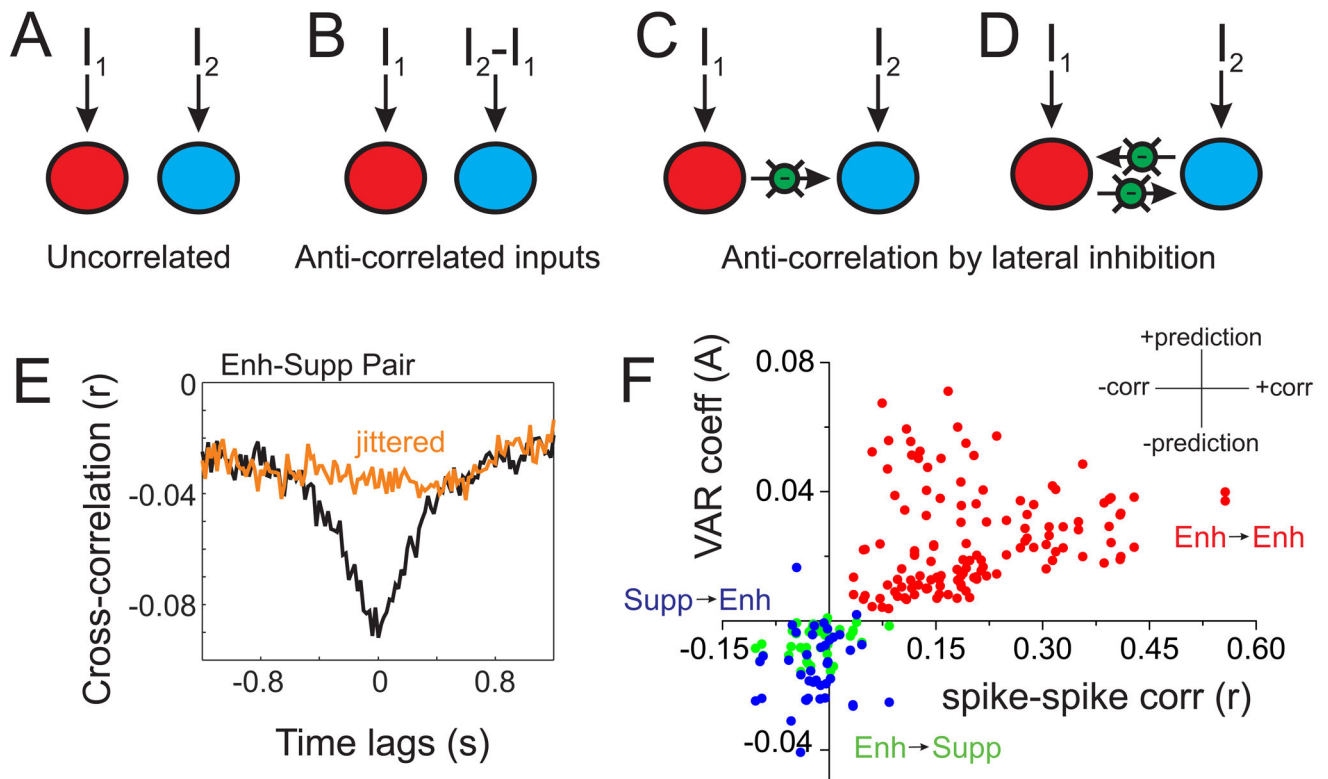 A
I₁
I₂
Uncorrelated
B
I₁
I₂-I₁
Anti-correlated inputs
C
I₁
I₂
-
D
I₁
I₂
-
-
Anti-correlation by lateral inhibition
E
Enh-Supp Pair
jittered
Cross-correlation (r)
0
-0.04
-0.08
-0.8
0
0.8
Time lags (s)
F
VAR coeff (A)
0.08
0.04
-0.04
-0.15
0.15
0.30
0.45
0.60
spike-spike corr (r)
+prediction
-corr
+corr
-prediction
Enh→Enh
Supp→Enh
Enh→Supp